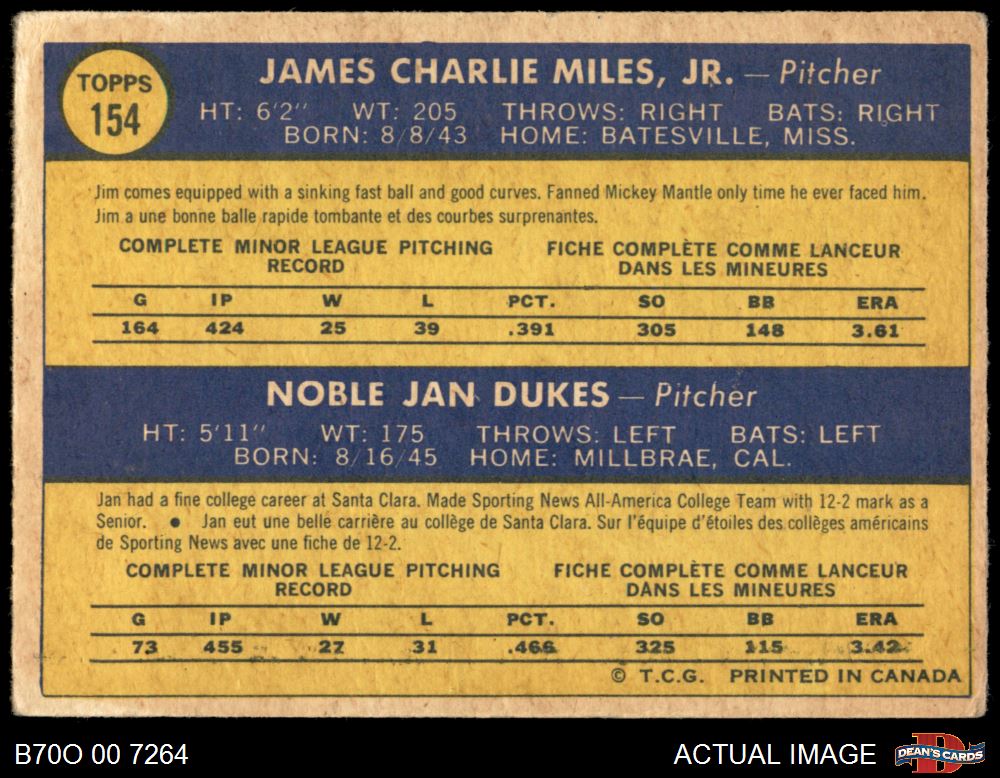 TOPPS
154
JAMES CHARLIE MILES, JR. — Pitcher
HT: 6'2" WT: 205 THROWS: RIGHT BATS: RIGHT
BORN: 8/8/43 HOME: BATESVILLE, MISS.
Jim comes equipped with a sinking fast ball and good curves. Fanned Mickey Mantle only time he ever faced him.
Jim a une bonne balle rapide tombante et des courbes surprenantes.
COMPLETE MINOR LEAGUE PITCHING RECORD
FICHE COMPLÈTE COMME LANCEUR DANS LES MINEURES
G IP W L PCT. SO BB ERA
164 424 25 39 .391 305 148 3.61
NOBLE JAN DUKES — Pitcher
HT: 5'11" WT: 175 THROWS: LEFT BATS: LEFT
BORN: 8/16/45 HOME: MILLBRAE, CAL.
Jan had a fine college career at Santa Clara. Made Sporting News All-America College Team with 12-2 mark as a
Senior. ● Jan eut une belle carrière au collège de Santa Clara. Sur l'équipe d'étoiles des collèges américains
de Sporting News avec une fiche de 12-2.
COMPLETE MINOR LEAGUE PITCHING RECORD
FICHE COMPLÈTE COMME LANCEUR DANS LES MINEURES
G IP W L PCT. SO BB ERA
73 455 27 31 .466 325 115 3.42
© T.C.G. PRINTED IN CANADA
B70O 00 7264
ACTUAL IMAGE
D
DEAN'S CARDS